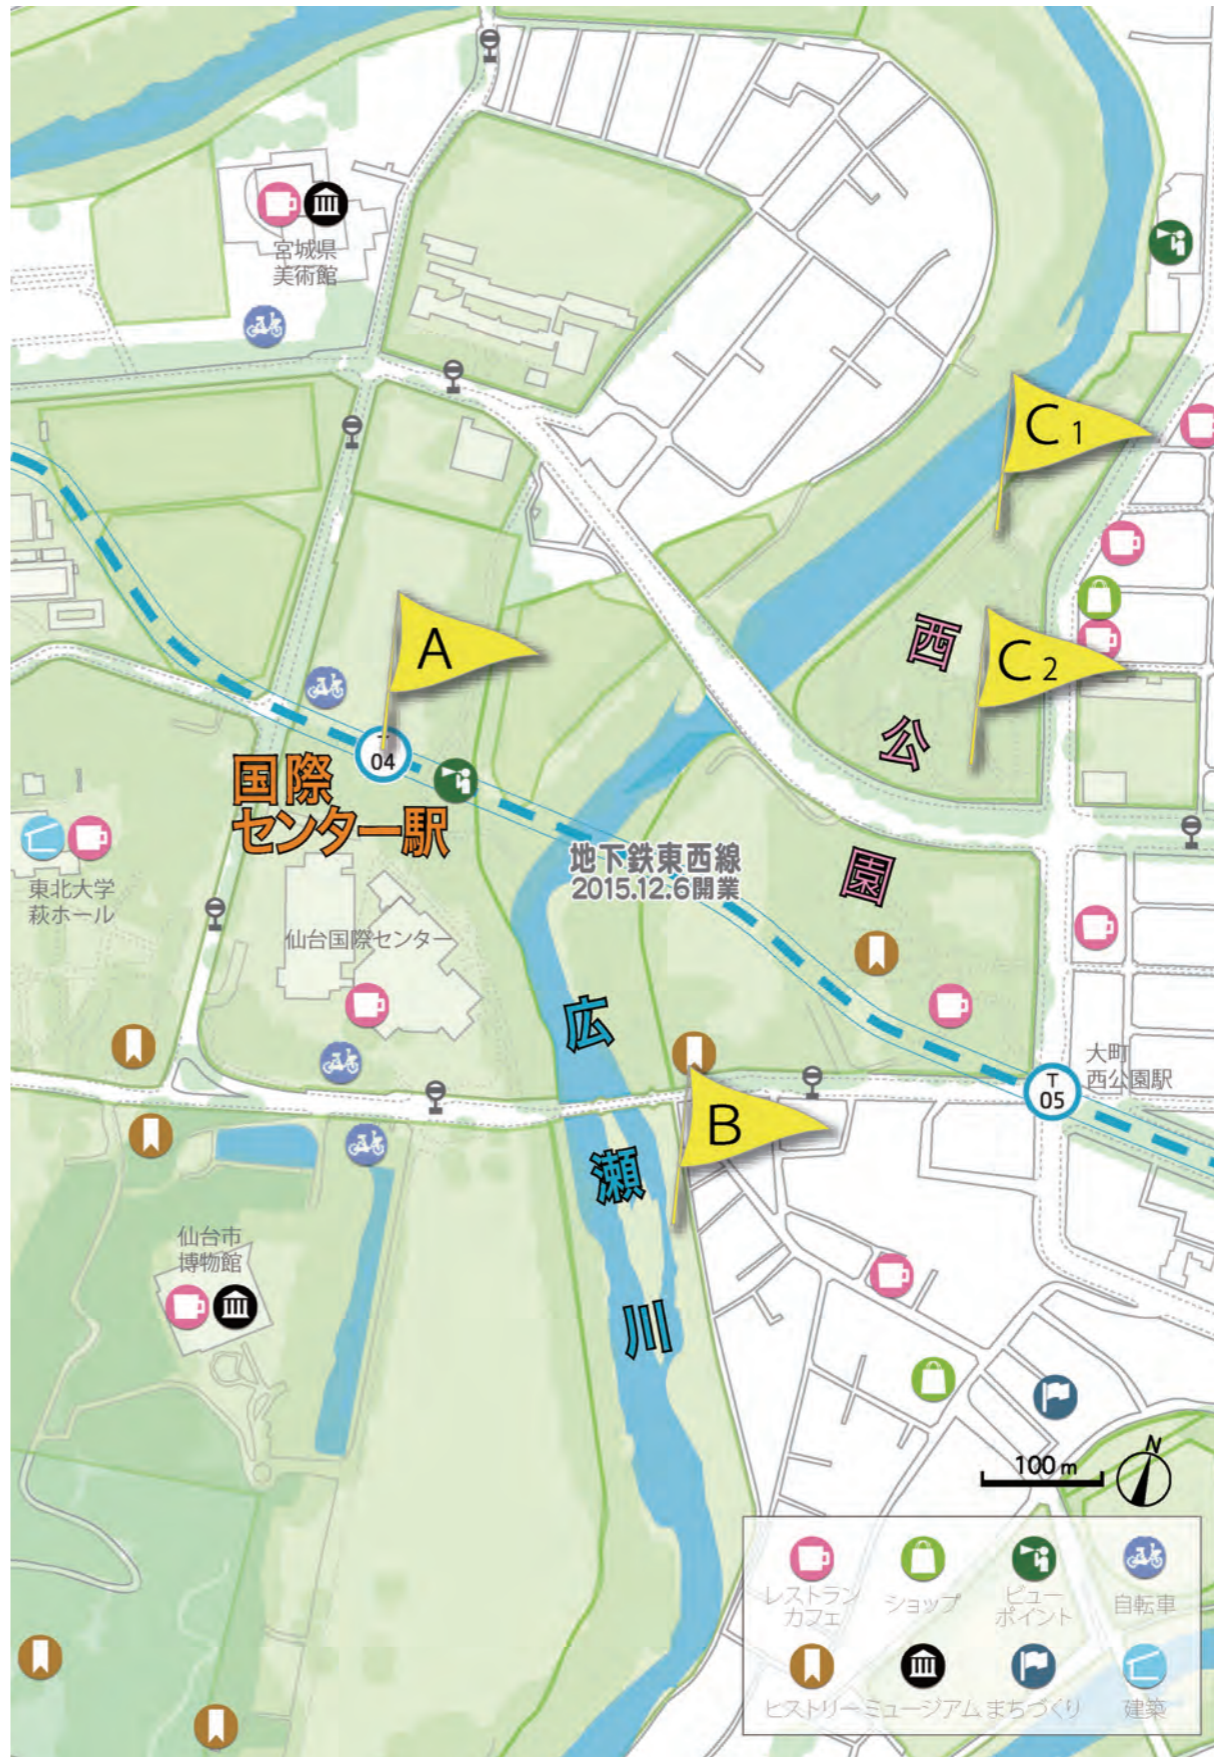 宮城県
美術館
C 1
A
C 2
西
公
園
T
04
国際
センター駅
地下鉄東西線
2015.12.6開業
東北大学
萩ホール
仙台国際センター
広
瀬
川
大町
西公園駅
T
05
B
仙台市
博物館
N
100 m
レストラン
カフェ
ショップ
ビュー
ポイント
自転車
ヒストリー
ミュージアム
まちづくり
建築